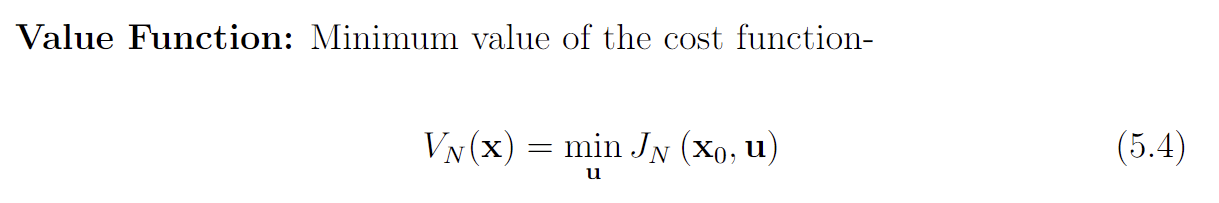 Value Function: Minimum value of the cost function-
V_N(x) = min_u J_N (x_0, u) (5.4)